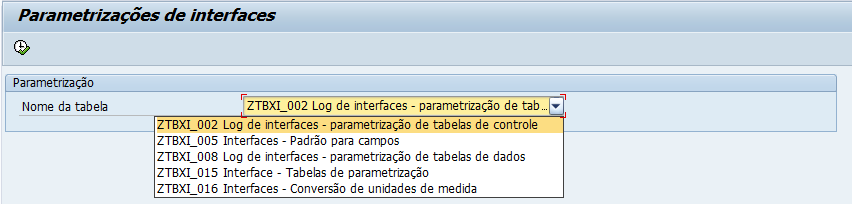 Parametrizações de interfaces
Parametrização
Nome da tabela
ZTBXI_002 Log de interfaces - parametrização de tab...
ZTBXI_002 Log de interfaces - parametrização de tabelas de controle
ZTBXI_005 Interfaces - Padrão para campos
ZTBXI_008 Log de interfaces - parametrização de tabelas de dados
ZTBXI_015 Interface - Tabelas de parametrização
ZTBXI_016 Interfaces - Conversão de unidades de medida